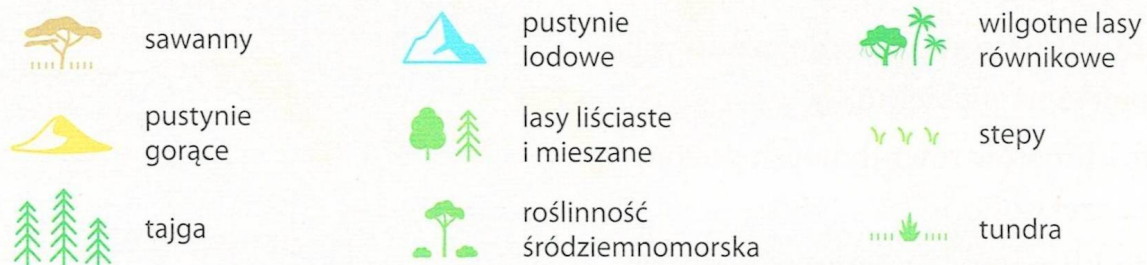 sawanny
pustynie
lodowe
wilgotne lasy
równikowe
pustynie
gorące
lasy liściaste
i mieszane
stepy
tajga
roślinność
śródziemnomorska
tundra